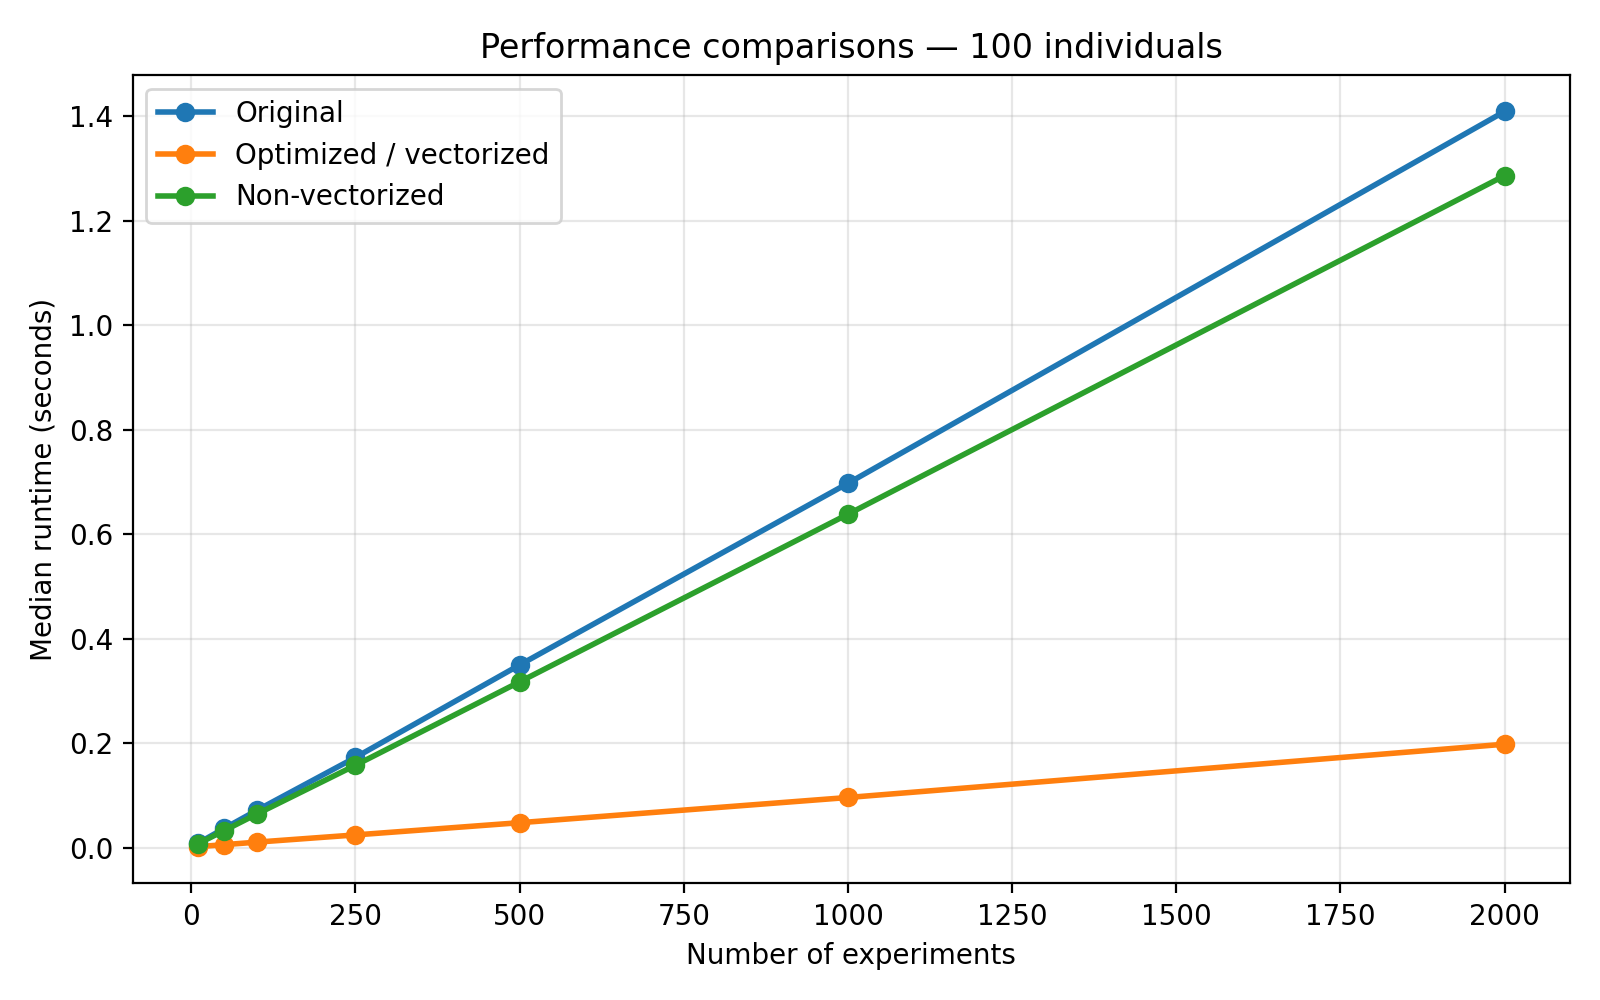 Performance comparisons — 100 individuals
Original
Optimized / vectorized
Non-vectorized
Median runtime (seconds)
1.4
1.2
1.0
0.8
0.6
0.4
0.2
0.0
0 250 500 750 1000 1250 1500 1750 2000
Number of experiments